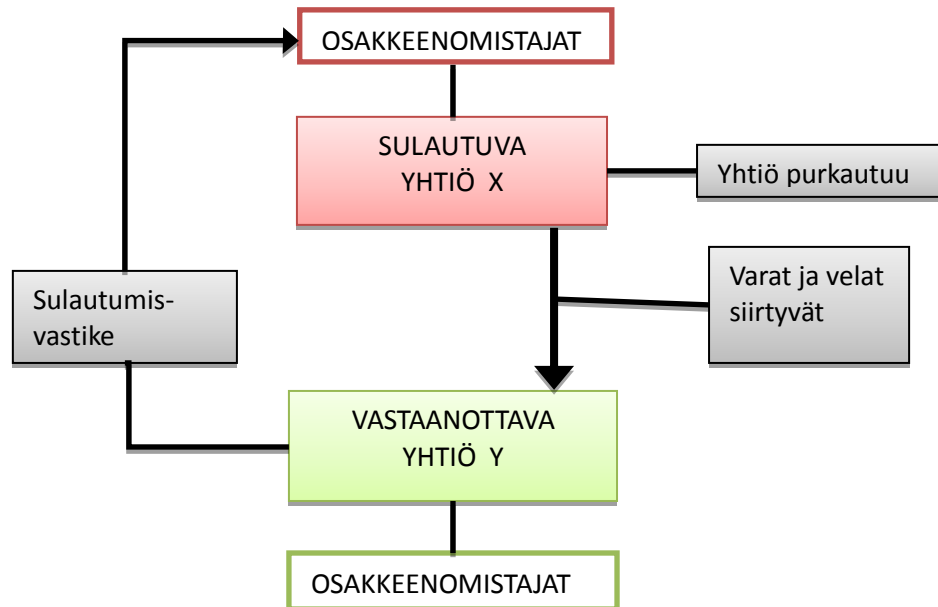 OSAKKEENOMISTAJAT
SULAUTUVA
YHTIÖ X
Yhtiö purkautuu
Varat ja velat
siirtyvät
Sulautumis-
vastike
VASTAANOTTAVA
YHTIÖ Y
OSAKKEENOMISTAJAT